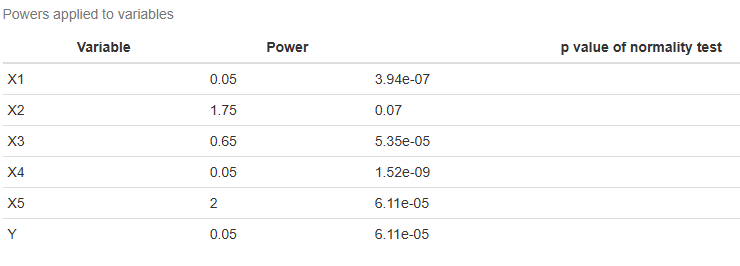 Powers applied to variables
Variable Power p value of normality test
X1 0.05 3.94e-07
X2 1.75 0.07
X3 0.65 5.35e-05
X4 0.05 1.52e-09
X5 2 6.11e-05
Y 0.05 6.11e-05